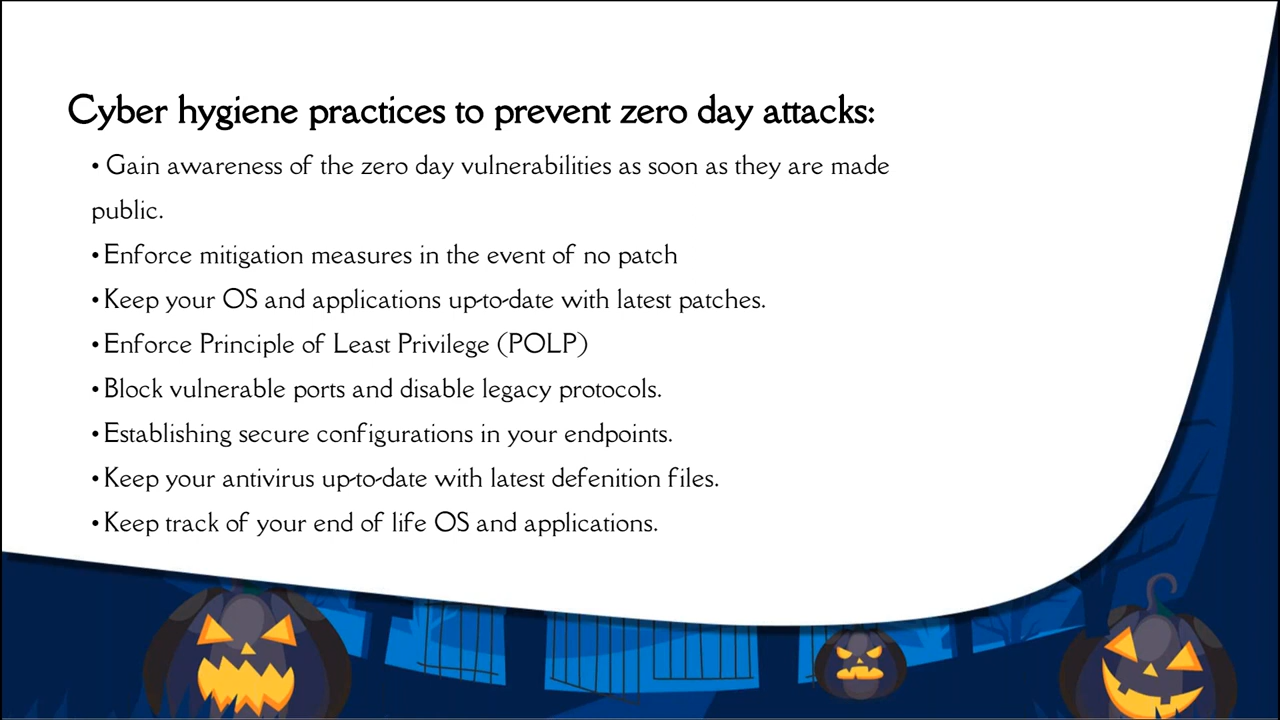 Cyber hygiene practices to prevent zero day attacks:
• Gain awareness of the zero day vulnerabilities as soon as they are made
public.
• Enforce mitigation measures in the event of no patch
• Keep your OS and applications up-to-date with latest patches.
• Enforce Principle of Least Privilege (POLP)
• Block vulnerable ports and disable legacy protocols.
• Establishing secure configurations in your endpoints.
• Keep your antivirus up-to-date with latest defenition files.
• Keep track of your end of life OS and applications.